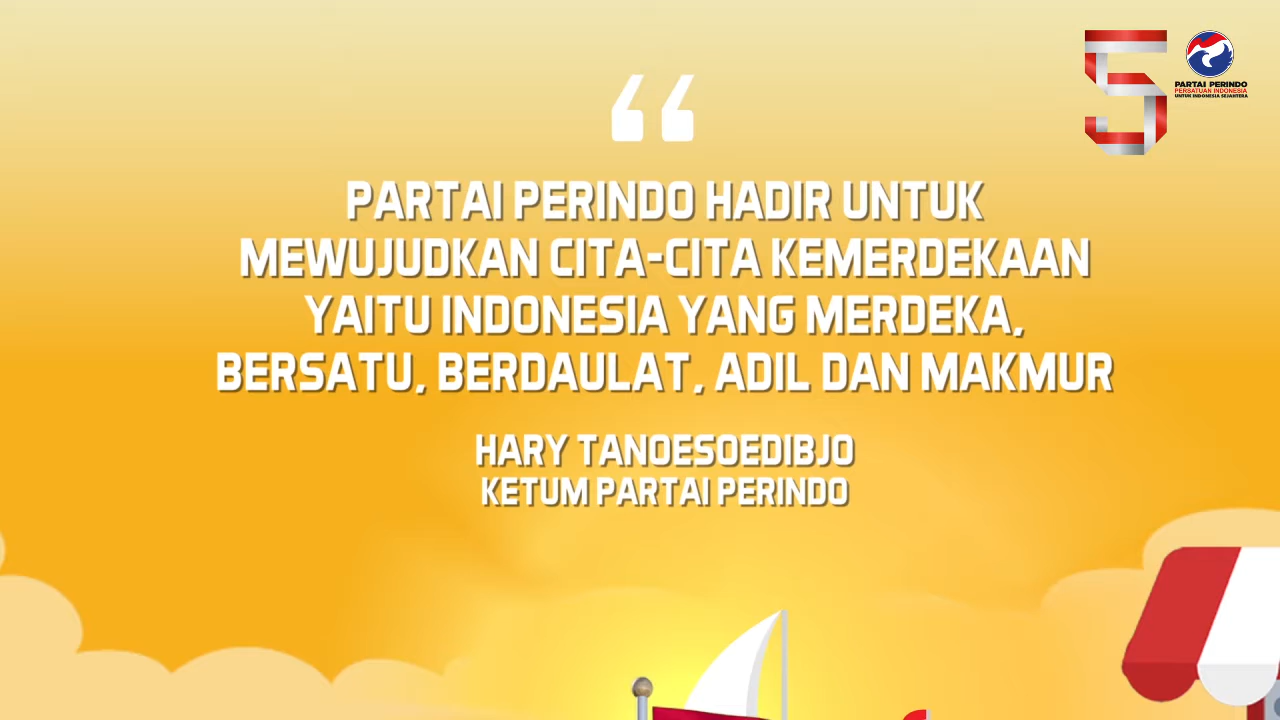 5
PARTAI PERINDO
PERSATUAN INDONESIA
UNTUK INDONESIA SEJAHTERA
“
PARTAI PERINDO HADIR UNTUK
MEWUJUDKAN CITA-CITA KEMERDEKAAN
YAITU INDONESIA YANG MERDEKA,
BERSATU, BERDAULAT, ADIL DAN MAKMUR
HARY TANOESOEDIBJO
KETUM PARTAI PERINDO